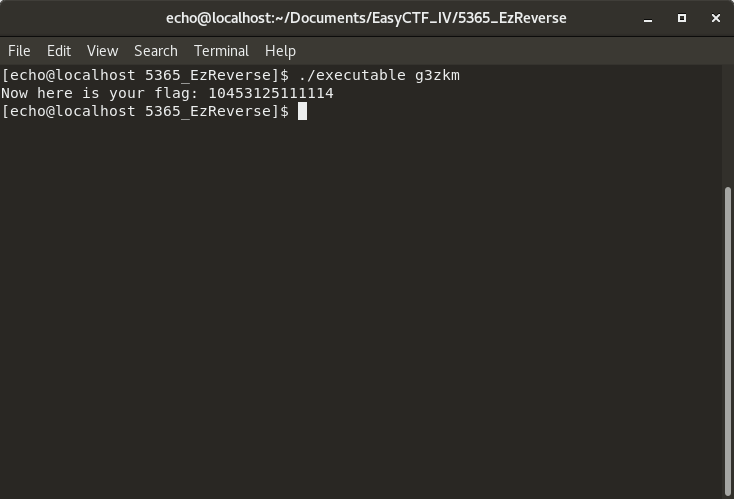 echo@localhost:~/Documents/EasyCTF_IV/5365_EzReverse
File Edit View Search Terminal Help
[echo@localhost 5365_EzReverse]$ ./executable g3zkm
Now here is your flag: 10453125111114
[echo@localhost 5365_EzReverse]$